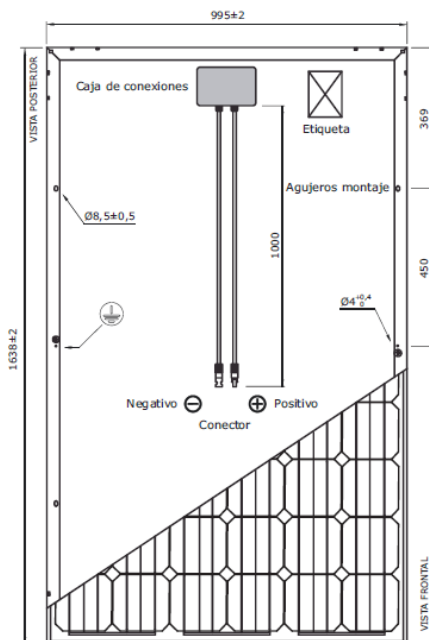 995±2
VISTA POSTERIOR
Caja de conexiones
Etiqueta
369
Agujeros montaje
Ø8,5±0,5
1000
450
Ø4 +0,4 0
1638±2
Negativo
Positivo
Conector
VISTA FRONTAL